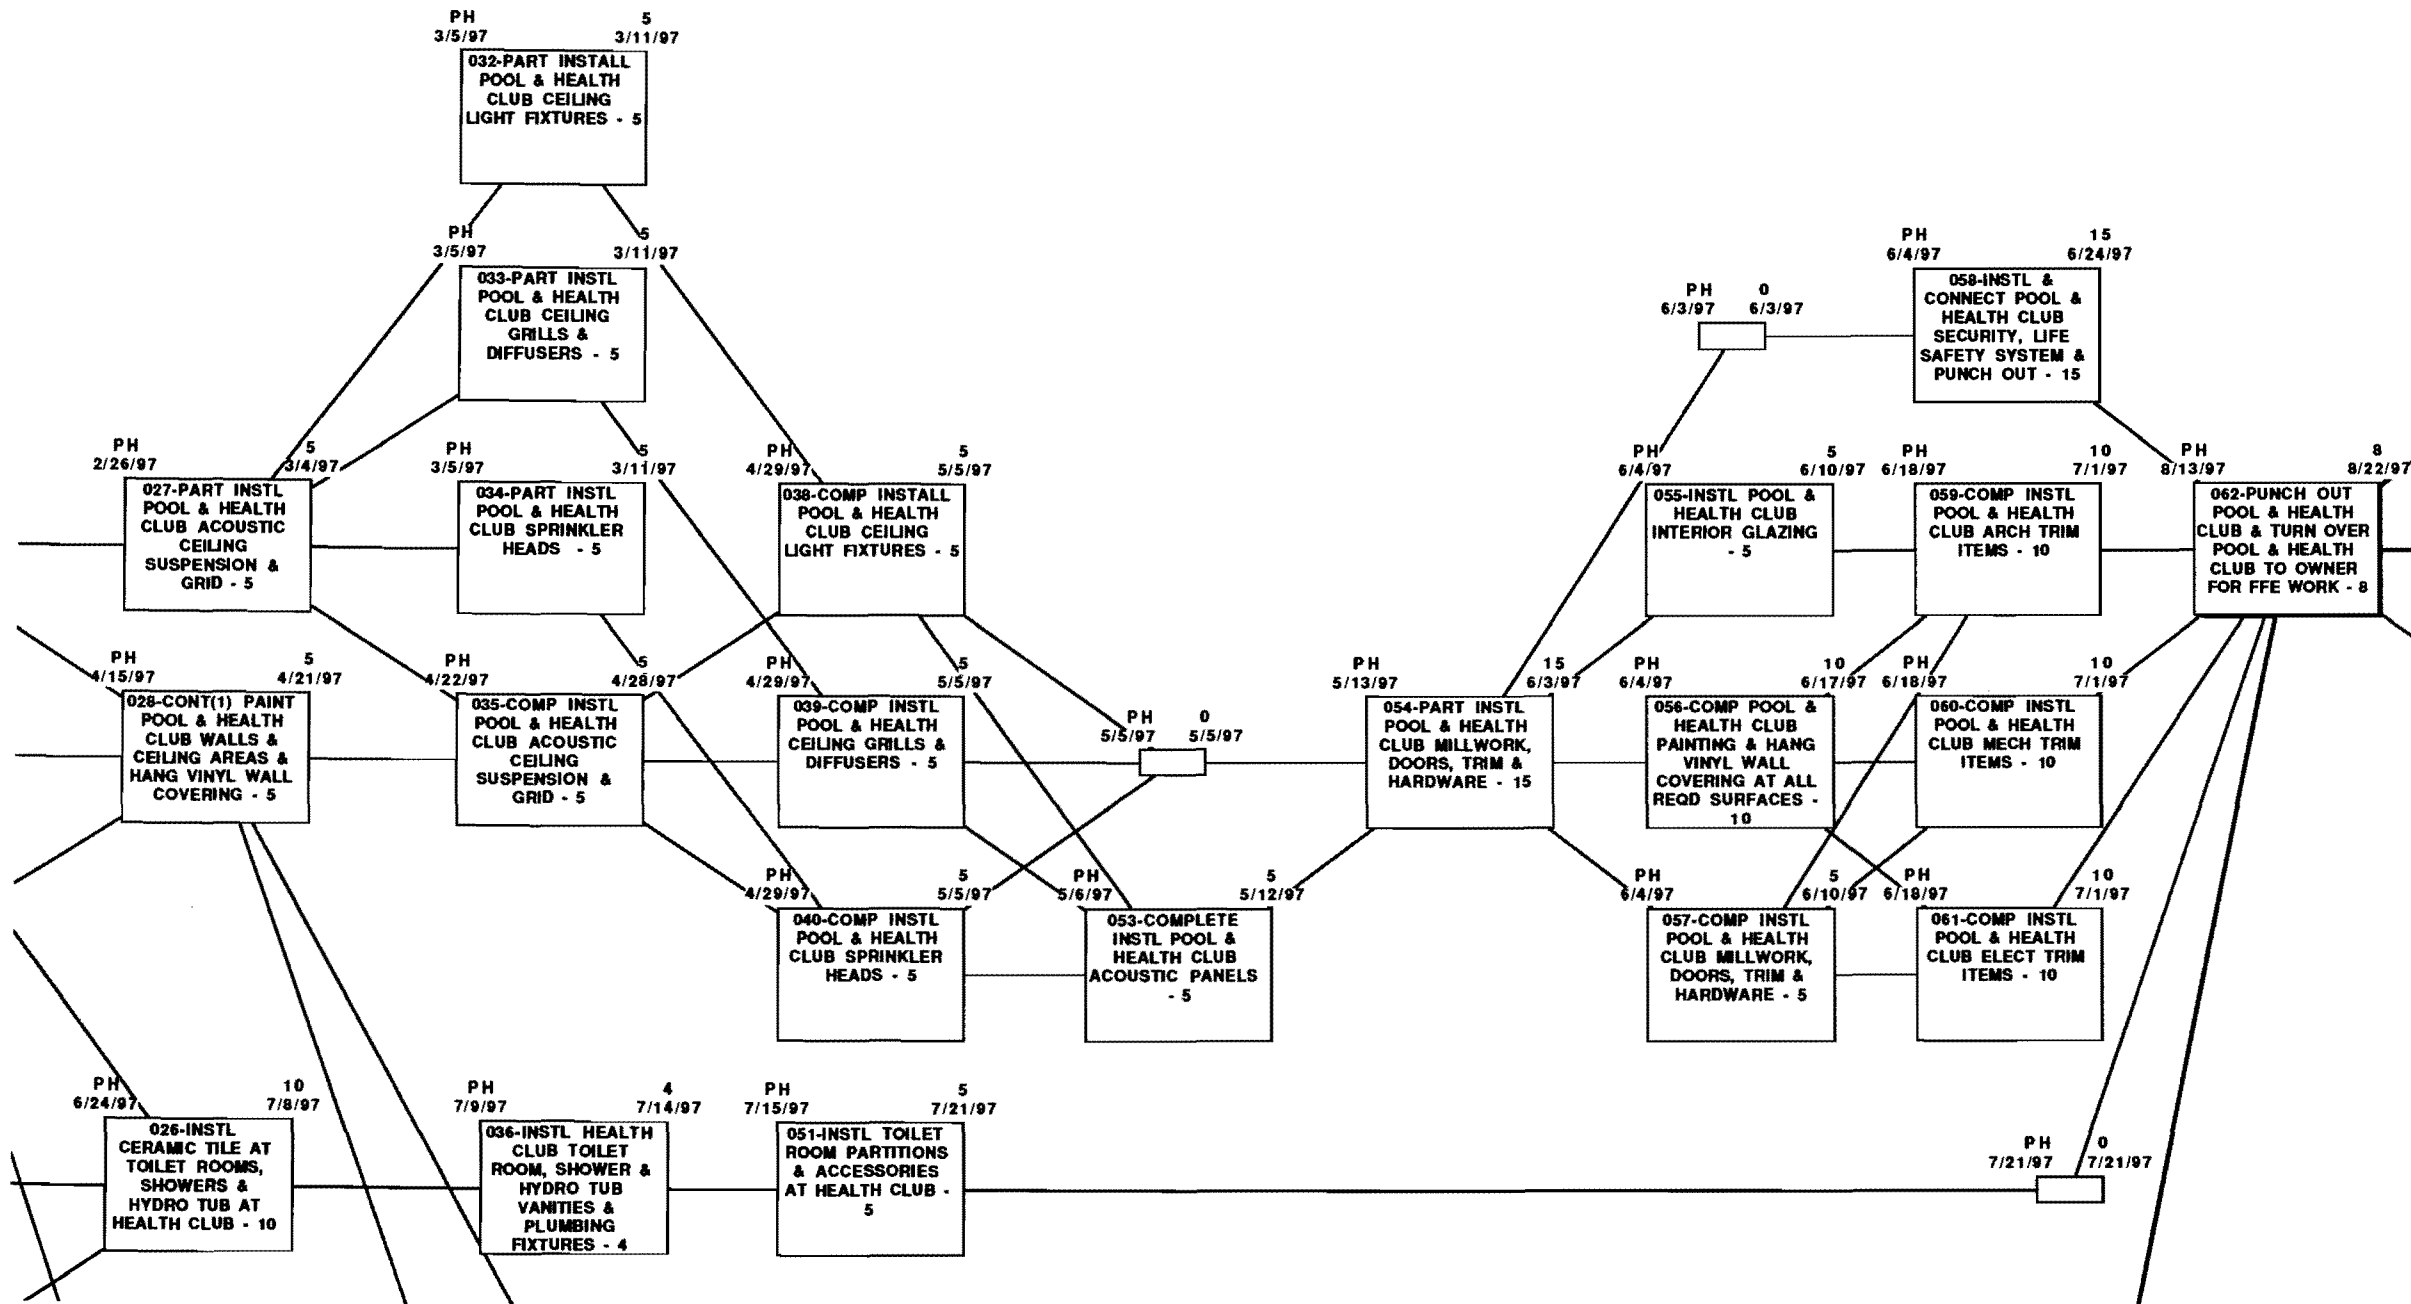 PH 5
3/5/97 3/11/97
032-PART INSTALL
POOL & HEALTH
CLUB CEILING
LIGHT FIXTURES - 5
PH 5
3/5/97 3/11/97
033-PART INSTL
POOL & HEALTH
CLUB CEILING
GRILLS &
DIFFUSERS - 5
PH 15
6/4/97 6/24/97
058-INSTL &
CONNECT POOL &
HEALTH CLUB
SECURITY, LIFE
SAFETY SYSTEM &
PUNCH OUT - 15
PH 0
6/3/97 6/3/97
PH 5
2/26/97 3/4/97
027-PART INSTL
POOL & HEALTH
CLUB ACOUSTIC
CEILING
SUSPENSION &
GRID - 5
PH 5
3/5/97 3/11/97
034-PART INSTL
POOL & HEALTH
CLUB SPRINKLER
HEADS - 5
PH 5
4/29/97 5/5/97
038-COMP INSTALL
POOL & HEALTH
CLUB CEILING
LIGHT FIXTURES - 5
PH 5
6/4/97 6/10/97
055-INSTL POOL &
HEALTH CLUB
INTERIOR GLAZING
- 5
PH 10
6/18/97 7/1/97
059-COMP INSTL
POOL & HEALTH
CLUB ARCH TRIM
ITEMS - 10
PH 8
8/13/97 8/22/97
062-PUNCH OUT
POOL & HEALTH
CLUB & TURN OVER
POOL & HEALTH
CLUB TO OWNER
FOR FFE WORK - 8
PH 5
4/15/97 4/21/97
028-CONT(1) PAINT
POOL & HEALTH
CLUB WALLS &
CEILING AREAS &
HANG VINYL WALL
COVERING - 5
PH 5
4/22/97 4/28/97
035-COMP INSTL
POOL & HEALTH
CLUB ACOUSTIC
CEILING
SUSPENSION &
GRID - 5
PH 5
4/29/97 5/5/97
039-COMP INSTL
POOL & HEALTH
CEILING GRILLS &
DIFFUSERS - 5
PH 0
5/5/97 5/5/97
PH 15
5/13/97 6/3/97
054-PART INSTL
POOL & HEALTH
CLUB MILLWORK,
DOORS, TRIM &
HARDWARE - 15
PH 10
6/4/97 6/17/97
056-COMP POOL &
HEALTH CLUB
PAINTING & HANG
VINYL WALL
COVERING AT ALL
REQD SURFACES -
10
PH 10
6/18/97 7/1/97
060-COMP INSTL
POOL & HEALTH
CLUB MECH TRIM
ITEMS - 10
PH 5
4/29/97 5/5/97
040-COMP INSTL
POOL & HEALTH
CLUB SPRINKLER
HEADS - 5
PH 5
5/6/97 5/12/97
053-COMPLETE
INSTL POOL &
HEALTH CLUB
ACOUSTIC PANELS
- 5
PH 5
6/4/97 6/10/97
057-COMP INSTL
POOL & HEALTH
CLUB MILLWORK,
DOORS, TRIM &
HARDWARE - 5
PH 10
6/18/97 7/1/97
061-COMP INSTL
POOL & HEALTH
CLUB ELECT TRIM
ITEMS - 10
PH 10
6/24/97 7/8/97
026-INSTL
CERAMIC TILE AT
TOILET ROOMS,
SHOWERS &
HYDRO TUB AT
HEALTH CLUB - 10
PH 4
7/9/97 7/14/97
036-INSTL HEALTH
CLUB TOILET
ROOM, SHOWER &
HYDRO TUB
VANITIES &
PLUMBING
FIXTURES - 4
PH 5
7/15/97 7/21/97
051-INSTL TOILET
ROOM PARTITIONS
& ACCESSORIES
AT HEALTH CLUB -
5
PH 0
7/21/97 7/21/97